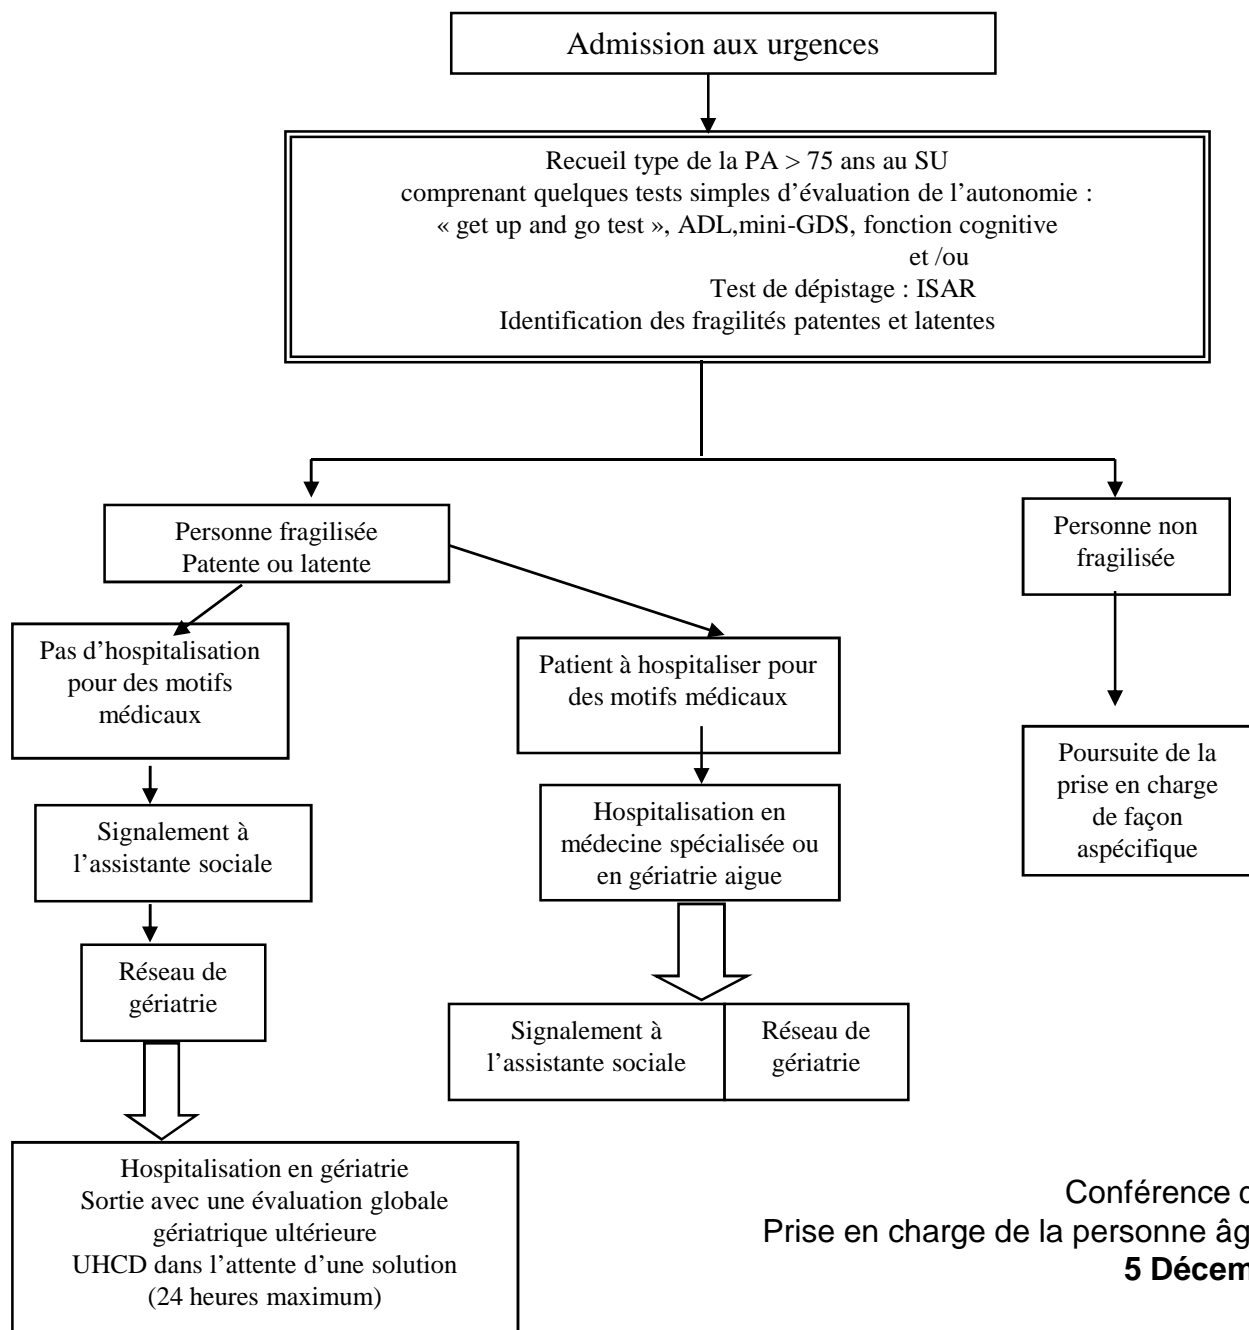 Admission aux urgences
Recueil type de la PA > 75 ans au SU
comprenant quelques tests simples d’évaluation de l’autonomie :
« get up and go test », ADL,mini-GDS, fonction cognitive
et /ou
Test de dépistage : ISAR
Identification des fragilités patentes et latentes
Personne fragilisée
Patente ou latente
Personne non
fragilisée
Pas d’hospitalisation
pour des motifs
médicaux
Patient à hospitaliser pour
des motifs médicaux
Poursuite de la
prise en charge
de façon
aspécifique
Signalement à
l’assistante sociale
Hospitalisation en
médecine spécialisée ou
en gériatrie aigue
Réseau de
gériatrie
Signalement à
l’assistante sociale
Réseau de
gériatrie
Hospitalisation en gériatrie
Sortie avec une évaluation globale
gériatrique ultérieure
UHCD dans l’attente d’une solution
(24 heures maximum)
Conférence
Prise en charge de la personne
5